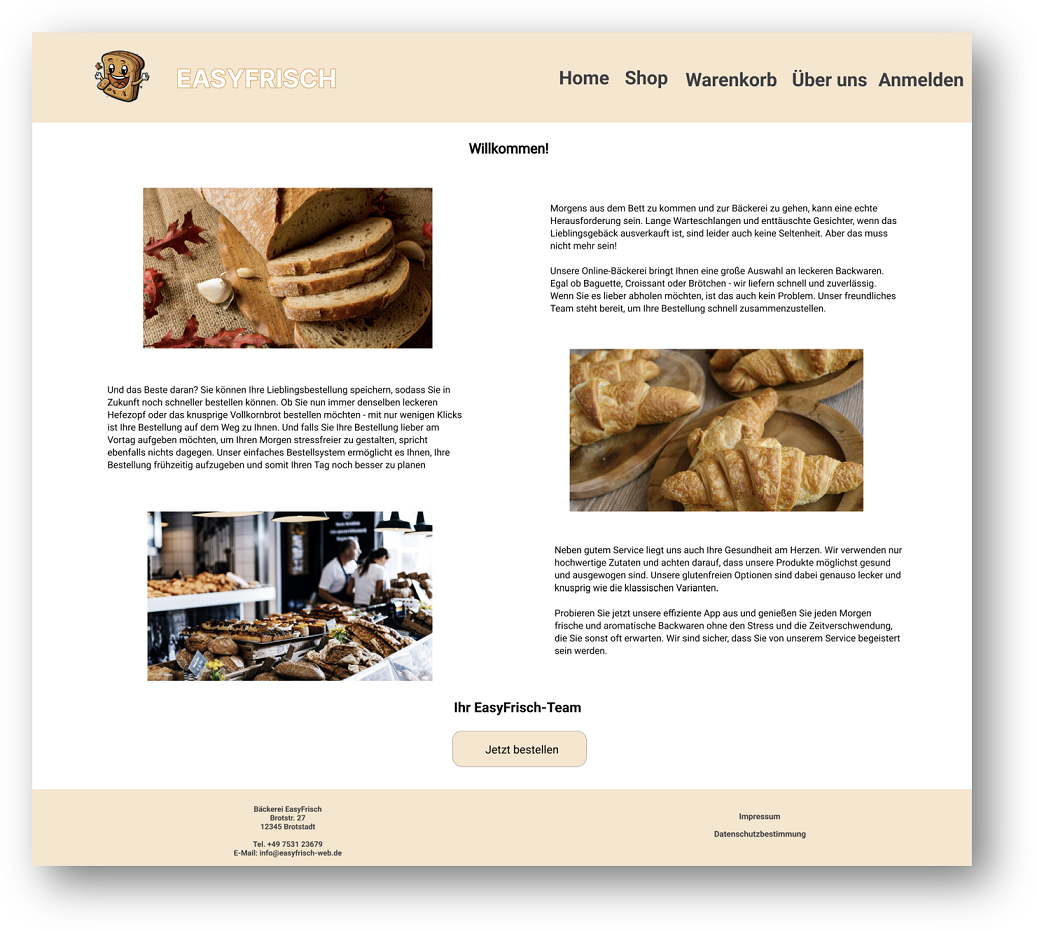 EASYFRISCH
Home Shop Warenkorb Über uns Anmelden
Willkommen!
Morgens aus dem Bett zu kommen und zur Bäckerei zu gehen, kann eine echte
Herausforderung sein. Lange Warteschlangen und enttäuschte Gesichter, wenn das
Lieblingsgebäck ausverkauft ist, sind leider auch keine Seltenheit. Aber das muss
nicht mehr sein!
Unsere Online-Bäckerei bringt Ihnen eine große Auswahl an leckeren Backwaren.
Egal ob Baguette, Croissant oder Brötchen - wir liefern schnell und zuverlässig.
Wenn Sie es lieber abholen möchten, ist das auch kein Problem. Unser freundliches
Team steht bereit, um Ihre Bestellung schnell zusammenzustellen.
Und das Beste daran? Sie können Ihre Lieblingsbestellung speichern, sodass Sie in
Zukunft noch schneller bestellen können. Ob Sie nun immer denselben leckeren
Hefezopf oder das knusprige Vollkornbrot bestellen möchten - mit nur wenigen Klicks
ist Ihre Bestellung auf dem Weg zu Ihnen. Und falls Sie Ihre Bestellung lieber am
Vortag aufgeben möchten, um Ihren Morgen stressfreier zu gestalten, spricht
ebenfalls nichts dagegen. Unser einfaches Bestellsystem ermöglicht es Ihnen, Ihre
Bestellung frühzeitig aufzugeben und somit Ihren Tag noch besser zu planen
Neben gutem Service liegt uns auch Ihre Gesundheit am Herzen. Wir verwenden nur
hochwertige Zutaten und achten darauf, dass unsere Produkte möglichst gesund
und ausgewogen sind. Unsere glutenfreien Optionen sind dabei genauso lecker und
knusprig wie die klassischen Varianten.
Probieren Sie jetzt unsere effiziente App aus und genießen Sie jeden Morgen
frische und aromatische Backwaren ohne den Stress und die Zeitverschwendung,
die Sie sonst oft erwarten. Wir sind sicher, dass Sie von unserem Service begeistert
sein werden.
Ihr EasyFrisch-Team
Jetzt bestellen
Bäckerei EasyFrisch
Brotstr. 27
12345 Brotstadt
Tel. +49 7531 23679
E-Mail: info@easyfrisch-web.de
Impressum
Datenschutzbestimmung